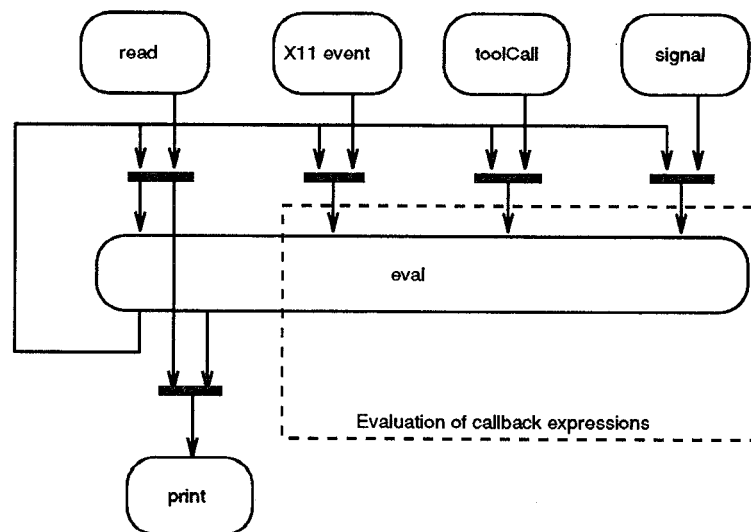 read
X11 event
toolCall
signal
eval
Evaluation of callback expressions
print